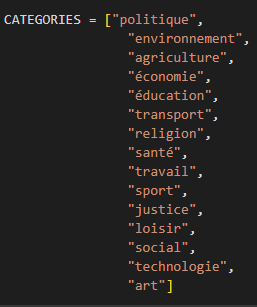 CATEGORIES = ["politique",
"environnement",
"agriculture",
"économie",
"éducation",
"transport",
"religion",
"santé",
"travail",
"sport",
"justice",
"loisir",
"social",
"technologie",
"art"]